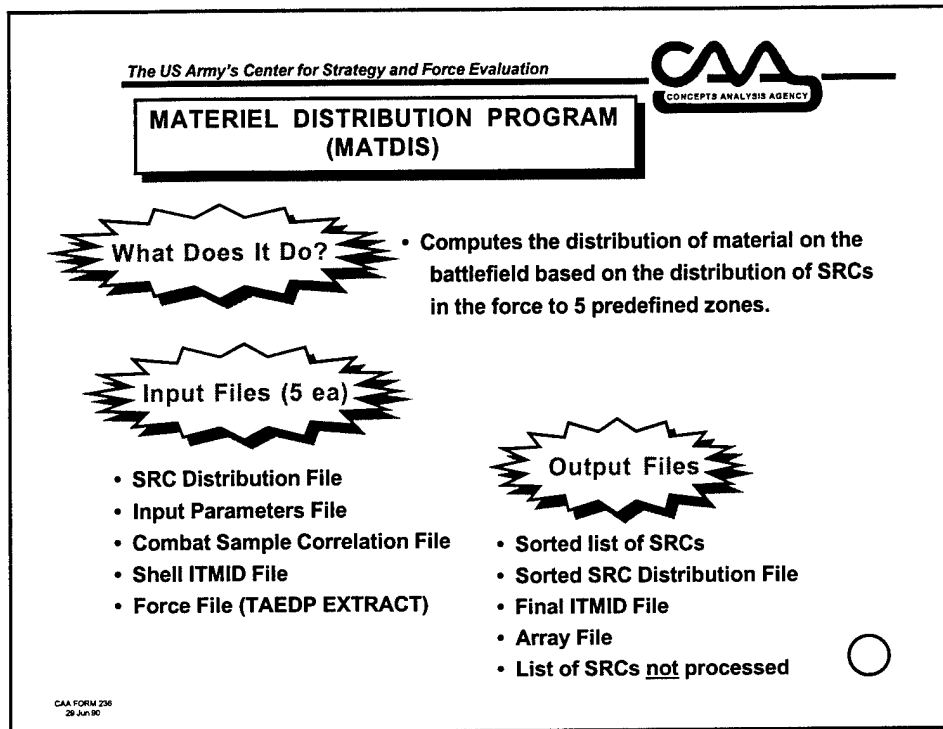 The US Army's Center for Strategy and Force Evaluation
CAA
CONCEPTS ANALYSIS AGENCY
MATERIEL DISTRIBUTION PROGRAM
(MATDIS)
What Does It Do?
• Computes the distribution of material on the
battlefield based on the distribution of SRCs
in the force to 5 predefined zones.
Input Files (5 ea)
• SRC Distribution File
• Input Parameters File
• Combat Sample Correlation File
• Shell ITMID File
• Force File (TAEDP EXTRACT)
Output Files
• Sorted list of SRCs
• Sorted SRC Distribution File
• Final ITMID File
• Array File
• List of SRCs not processed
CAA FORM 236
29 Jun 90